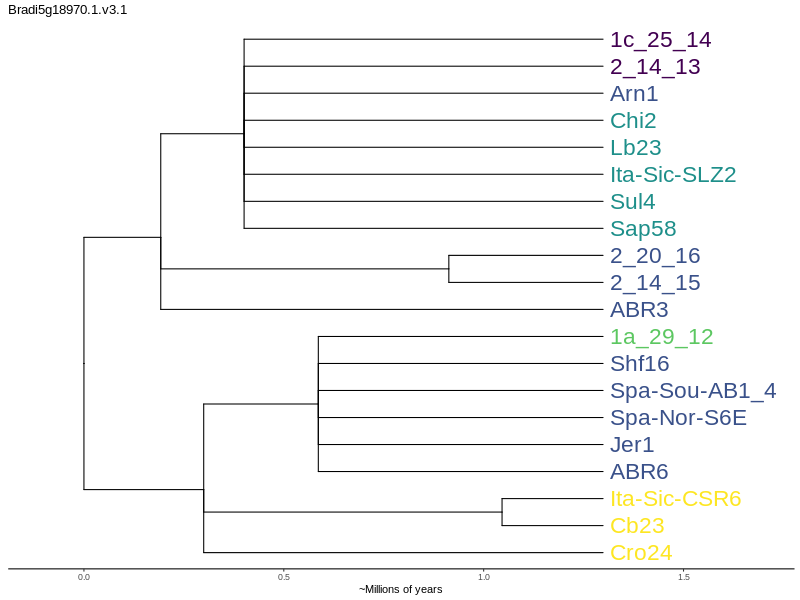 Bradi5g18970.1.v3.1
1c_25_14
2_14_13
Arn1
Chi2
Lb23
Ita-Sic-SLZ2
Sul4
Sap58
2_20_16
2_14_15
ABR3
1a_29_12
Shf16
Spa-Sou-AB1_4
Spa-Nor-S6E
Jer1
ABR6
Ita-Sic-CSR6
Cb23
Cro24
0.0 0.5 1.0 1.5
~Millions of years